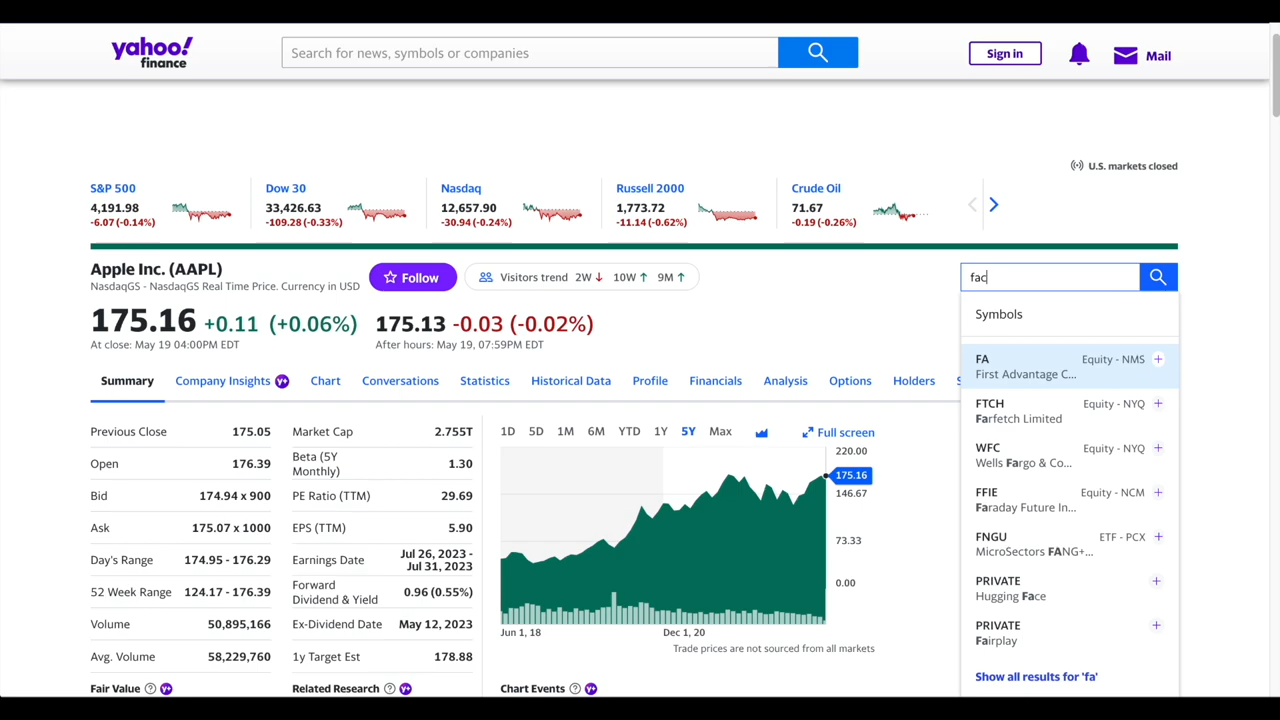 yahoo!
finance
Search for news, symbols or companies
Sign in
Mail
U.S. markets closed
S&P 500
4,191.98
-6.07 (-0.14%)
Dow 30
33,426.63
-109.28 (-0.33%)
Nasdaq
12,657.90
-30.94 (-0.24%)
Russell 2000
1,773.72
-11.14 (-0.62%)
Crude Oil
71.67
-0.19 (-0.26%)
Apple Inc. (AAPL)
NasdaqGS - NasdaqGS Real Time Price. Currency in USD
Follow
Visitors trend 2W ↓ 10W ↑ 9M ↑
175.16 +0.11 (+0.06%)
At close: May 19 04:00PM EDT
175.13 -0.03 (-0.02%)
After hours: May 19, 07:59PM EDT
Summary Company Insights Y+ Chart Conversations Statistics Historical Data Profile Financials Analysis Options Holders
Previous Close 175.05
Open 176.39
Bid 174.94 x 900
Ask 175.07 x 1000
Day's Range 174.95 - 176.29
52 Week Range 124.17 - 176.39
Volume 50,895,166
Avg. Volume 58,229,760
Market Cap 2.755T
Beta (5Y
Monthly) 1.30
PE Ratio (TTM) 29.69
EPS (TTM) 5.90
Earnings Date Jul 26, 2023 -
Jul 31, 2023
Forward
Dividend & Yield 0.96 (0.55%)
Ex-Dividend Date May 12, 2023
1y Target Est 178.88
1D 5D 1M 6M YTD 1Y 5Y Max
Full screen
220.00
175.16
146.67
73.33
0.00
Jun 1, 18 Dec 1, 20
Trade prices are not sourced from all markets
Fair Value ? Y+
Related Research ? Y+
Chart Events ? Y+
fac
Symbols
FA Equity - NMS +
First Advantage C...
FTCH Equity - NYQ +
Farfetch Limited
WFC Equity - NYQ +
Wells Fargo & Co...
FFIE Equity - NCM +
Faraday Future In...
FNGU ETF - PCX +
MicroSectors FANG+...
PRIVATE +
Hugging Face
PRIVATE +
Fairplay
Show all results for 'fa'